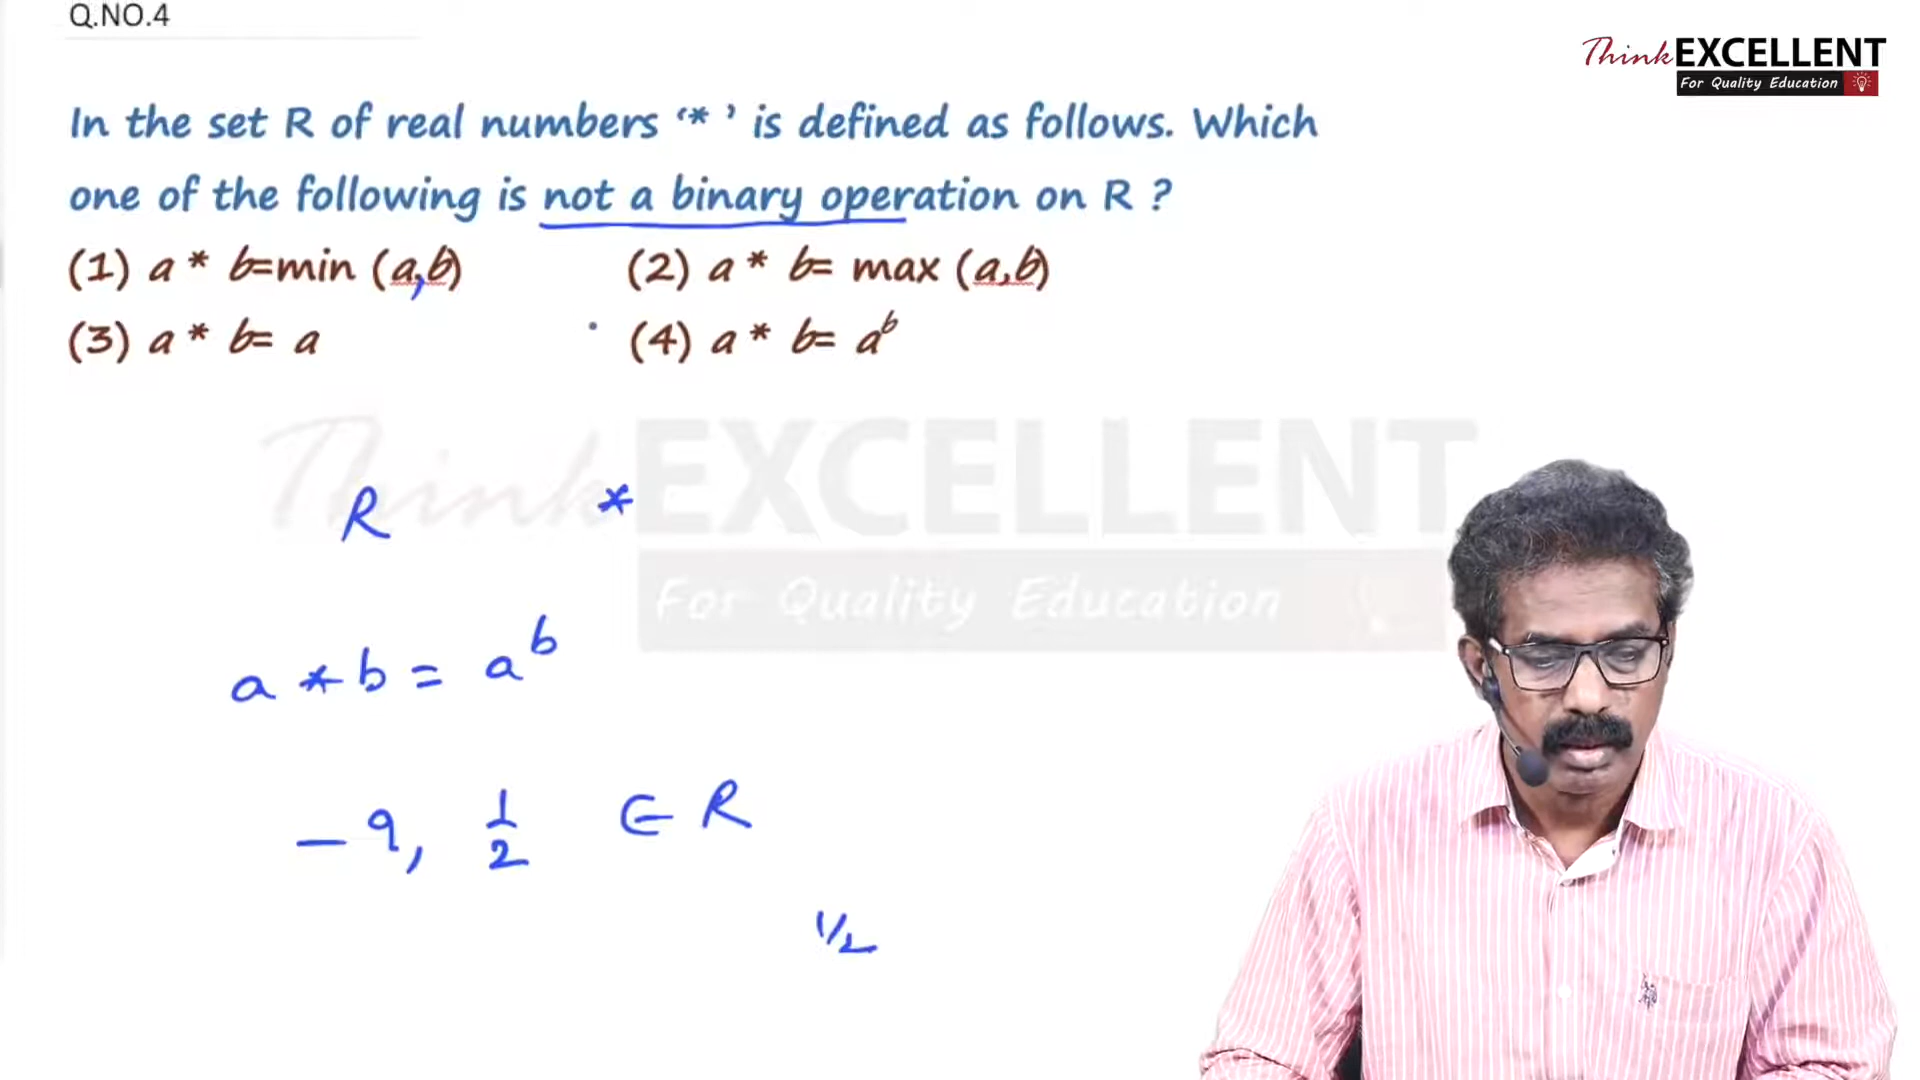 Q.NO.4
Think EXCELLENT
For Quality Education
In the set R of real numbers ‘* ’ is defined as follows. Which
one of the following is not a binary operation on R ?
(1) a * b=min (a,b) (2) a * b= max (a,b)
(3) a * b= a (4) a * b= aᵇ
Think EXCELLENT
For Quality Education
R *
a * b = aᵇ
− 9, 1/2 ∈ R
1/2